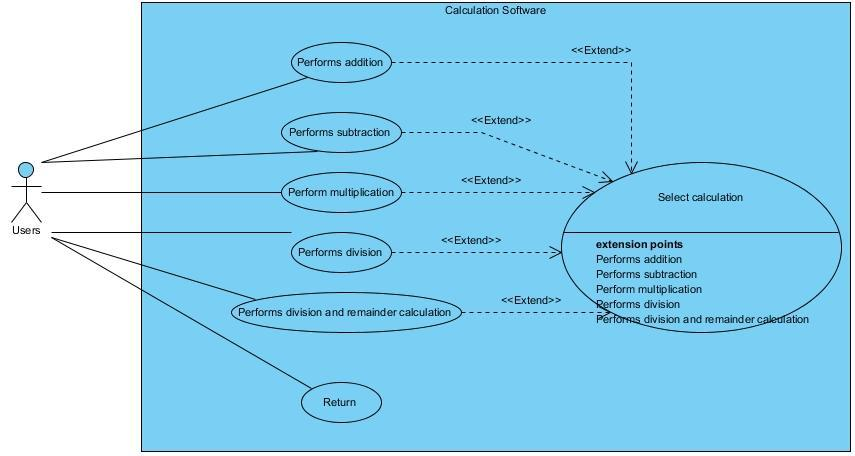 Calculation Software
<<Extend>>
Performs addition
<<Extend>>
Performs subtraction
<<Extend>>
Perform multiplication
Select calculation
Users
<<Extend>>
Performs division
extension points
Performs addition
Performs subtraction
Perform multiplication
Performs division
Performs division and remainder calculation
<<Extend>>
Performs division and remainder calculation
Return